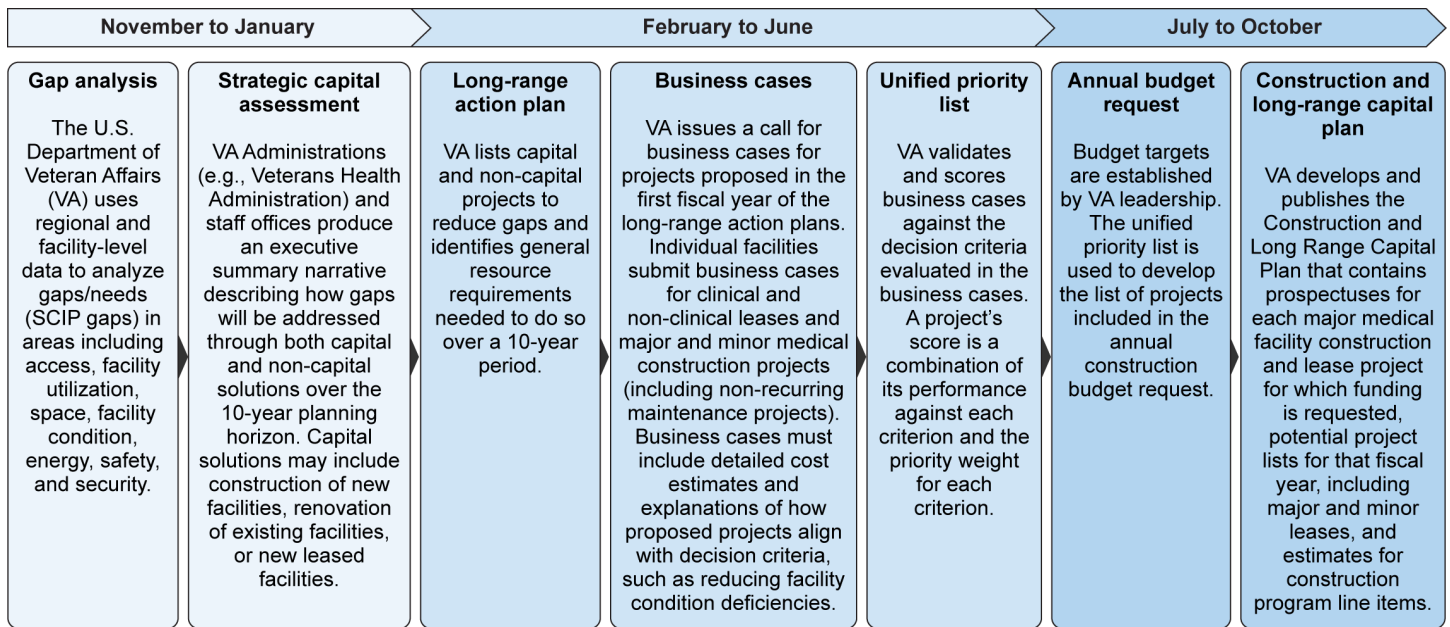 November to January
February to June
July to October
Gap analysis
The U.S.
Department of
Veteran Affairs
(VA) uses
regional and
facility-level
data to analyze
gaps/needs
(SCIP gaps) in
areas including
access, facility
utilization,
space, facility
condition,
energy, safety,
and security.
Strategic capital
assessment
VA Administrations
(e.g., Veterans Health
Administration) and
staff offices produce
an executive
summary narrative
describing how gaps
will be addressed
through both capital
and non-capital
solutions over the
10-year planning
horizon. Capital
solutions may include
construction of new
facilities, renovation
of existing facilities,
or new leased
facilities.
Long-range
action plan
VA lists capital
and non-capital
projects to
reduce gaps and
identifies general
resource
requirements
needed to do so
over a 10-year
period.
Business cases
VA issues a call for
business cases for
projects proposed in the
first fiscal year of the
long-range action plans.
Individual facilities
submit business cases
for clinical and
non-clinical leases and
major and minor medical
construction projects
(including non-recurring
maintenance projects).
Business cases must
include detailed cost
estimates and
explanations of how
proposed projects align
with decision criteria,
such as reducing facility
condition deficiencies.
Unified priority
list
VA validates
and scores
business cases
against the
decision criteria
evaluated in the
business cases.
A project's
score is a
combination of
its performance
against each
criterion and the
priority weight
for each
criterion.
Annual budget
request
Budget targets
are established
by VA leadership.
The unified
priority list is
used to develop
the list of projects
included in the
annual
construction
budget request.
Construction and
long-range capital
plan
VA develops and
publishes the
Construction and
Long Range Capital
Plan that contains
prospectuses for
each major medical
facility construction
and lease project
for which funding
is requested,
potential project
lists for that fiscal
year, including
major and minor
leases, and
estimates for
construction
program line items.